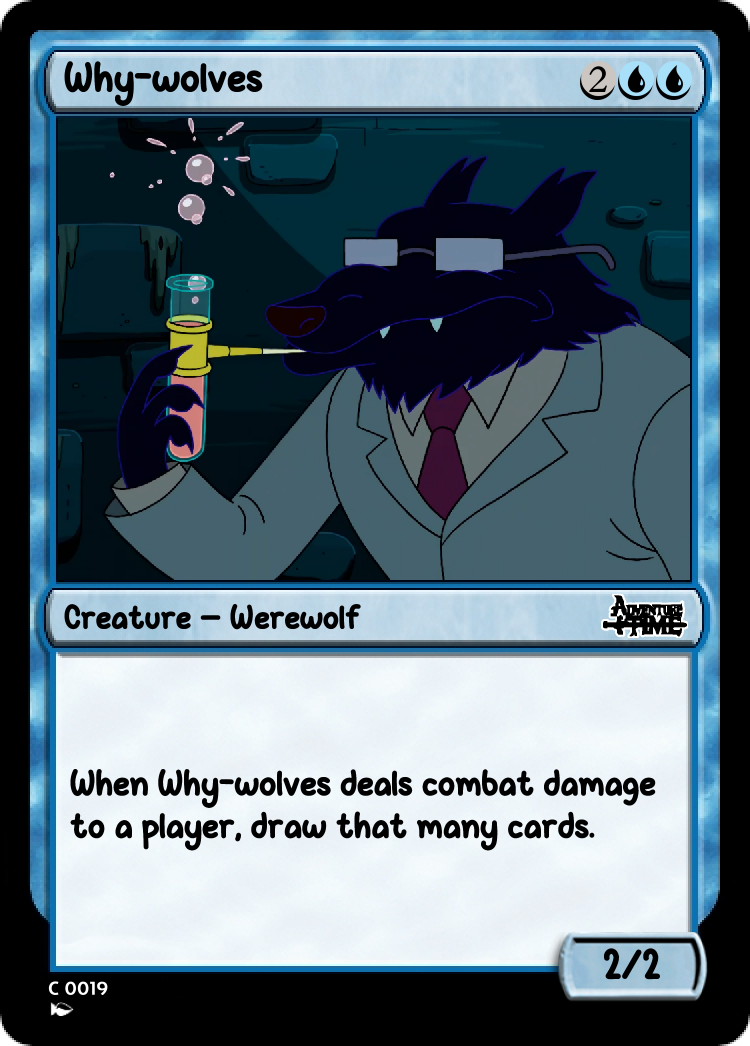 Why-wolves 2
Creature – Werewolf
ADVENTURE
TIME
When Why-wolves deals combat damage
to a player, draw that many cards.
2/2
C 0019